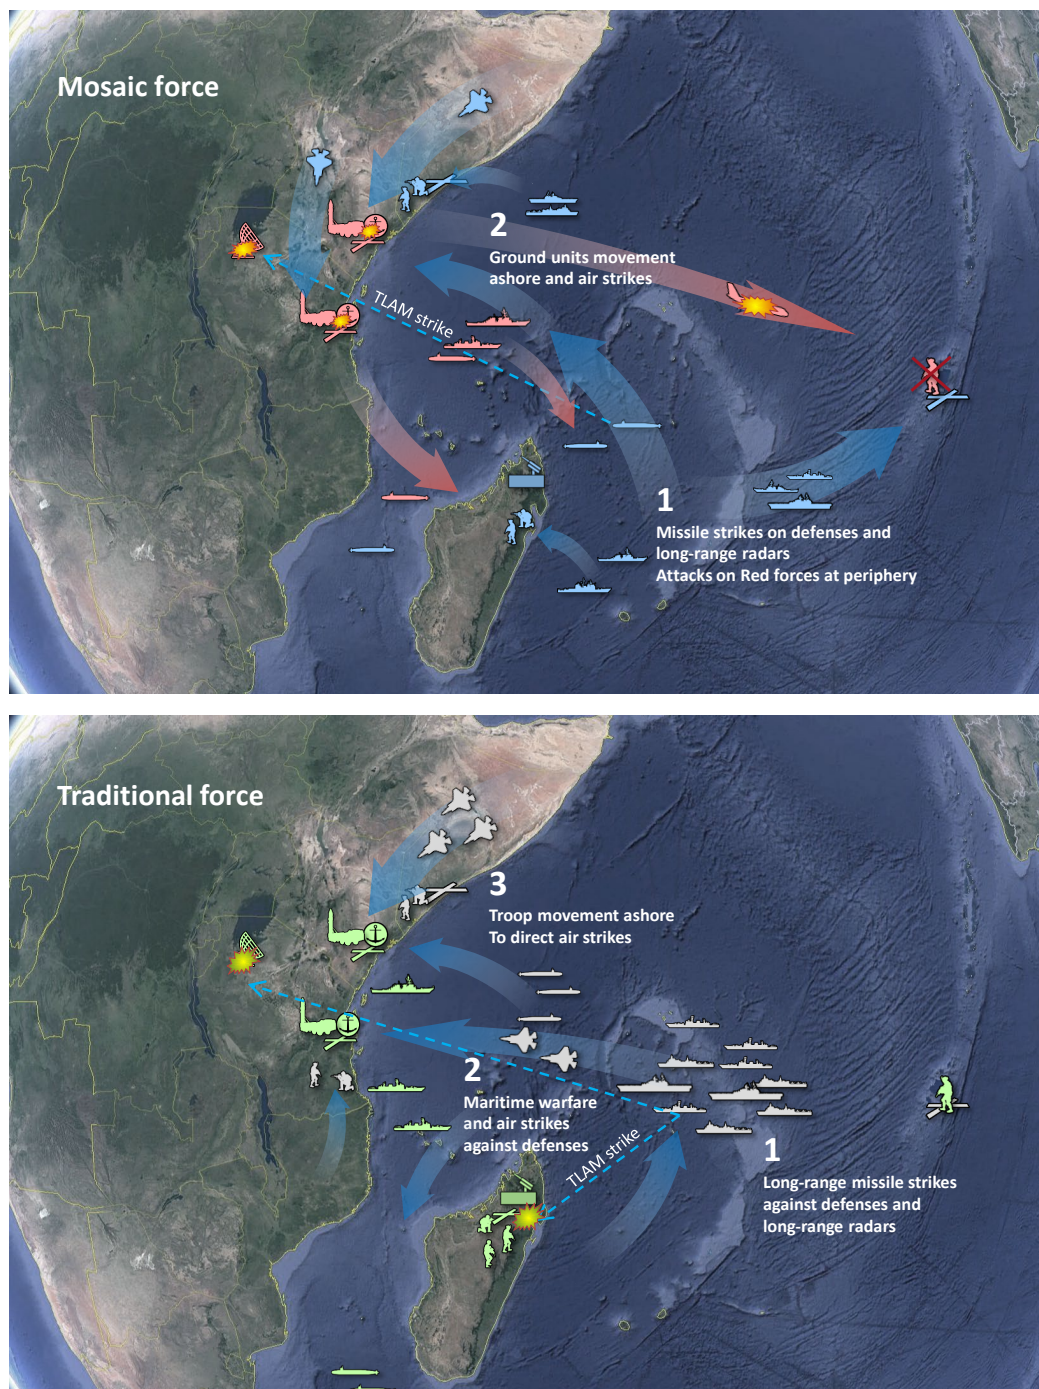 Mosaic force
2
Ground units movement
ashore and air strikes
TLAM strike
1
Missile strikes on defenses and
long-range radars
Attacks on Red forces at periphery
Traditional force
3
Troop movement ashore
To direct air strikes
2
Maritime warfare
and air strikes
against defenses
TLAM strike
1
Long-range missile strikes
against defenses and
long-range radars